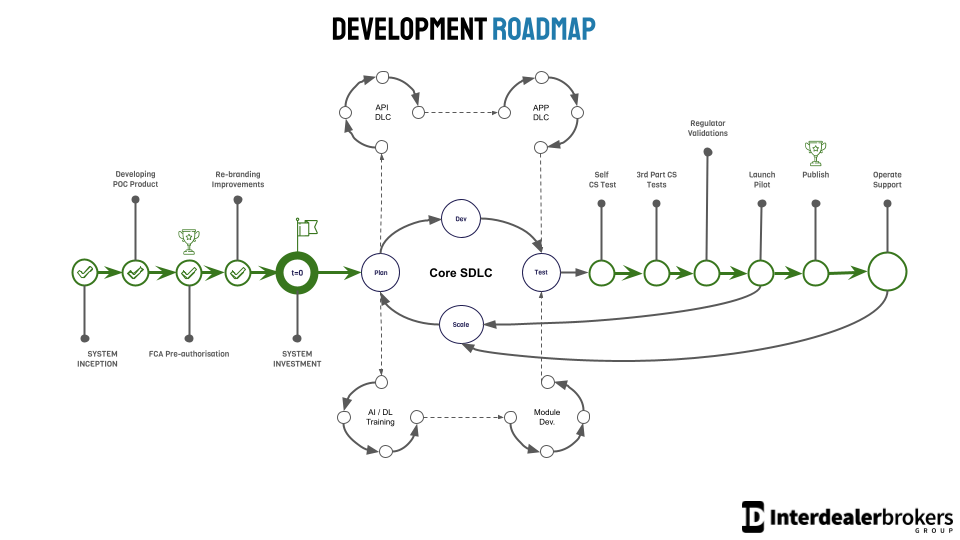 DEVELOPMENT ROADMAP
API
DLC
APP
DLC
Regulator
Validations
Developing
POC Product
Re-branding
Improvements
Self
CS Test
3rd Part CS
Tests
Launch
Pilot
Publish
Operate
Support
Dev
t=0
Plan
Core SDLC
Test
Scale
SYSTEM
INCEPTION
FCA Pre-authorisation
SYSTEM
INVESTMENT
AI / DL
Training
Module
Dev.
ID Interdealerbrokers
GROUP